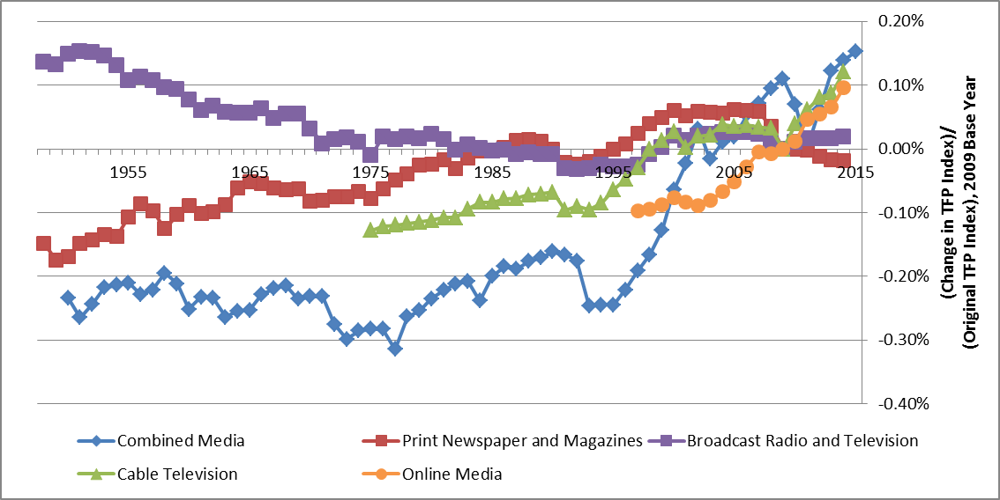 0.20%
0.10%
0.00%
-0.10%
-0.20%
-0.30%
-0.40%
1955 1965 1975 1985 1995 2005 2015
(Change in TFP Index)/
(Original TFP Index), 2009 Base Year
Combined Media Print Newspaper and Magazines Broadcast Radio and Television
Cable Television Online Media